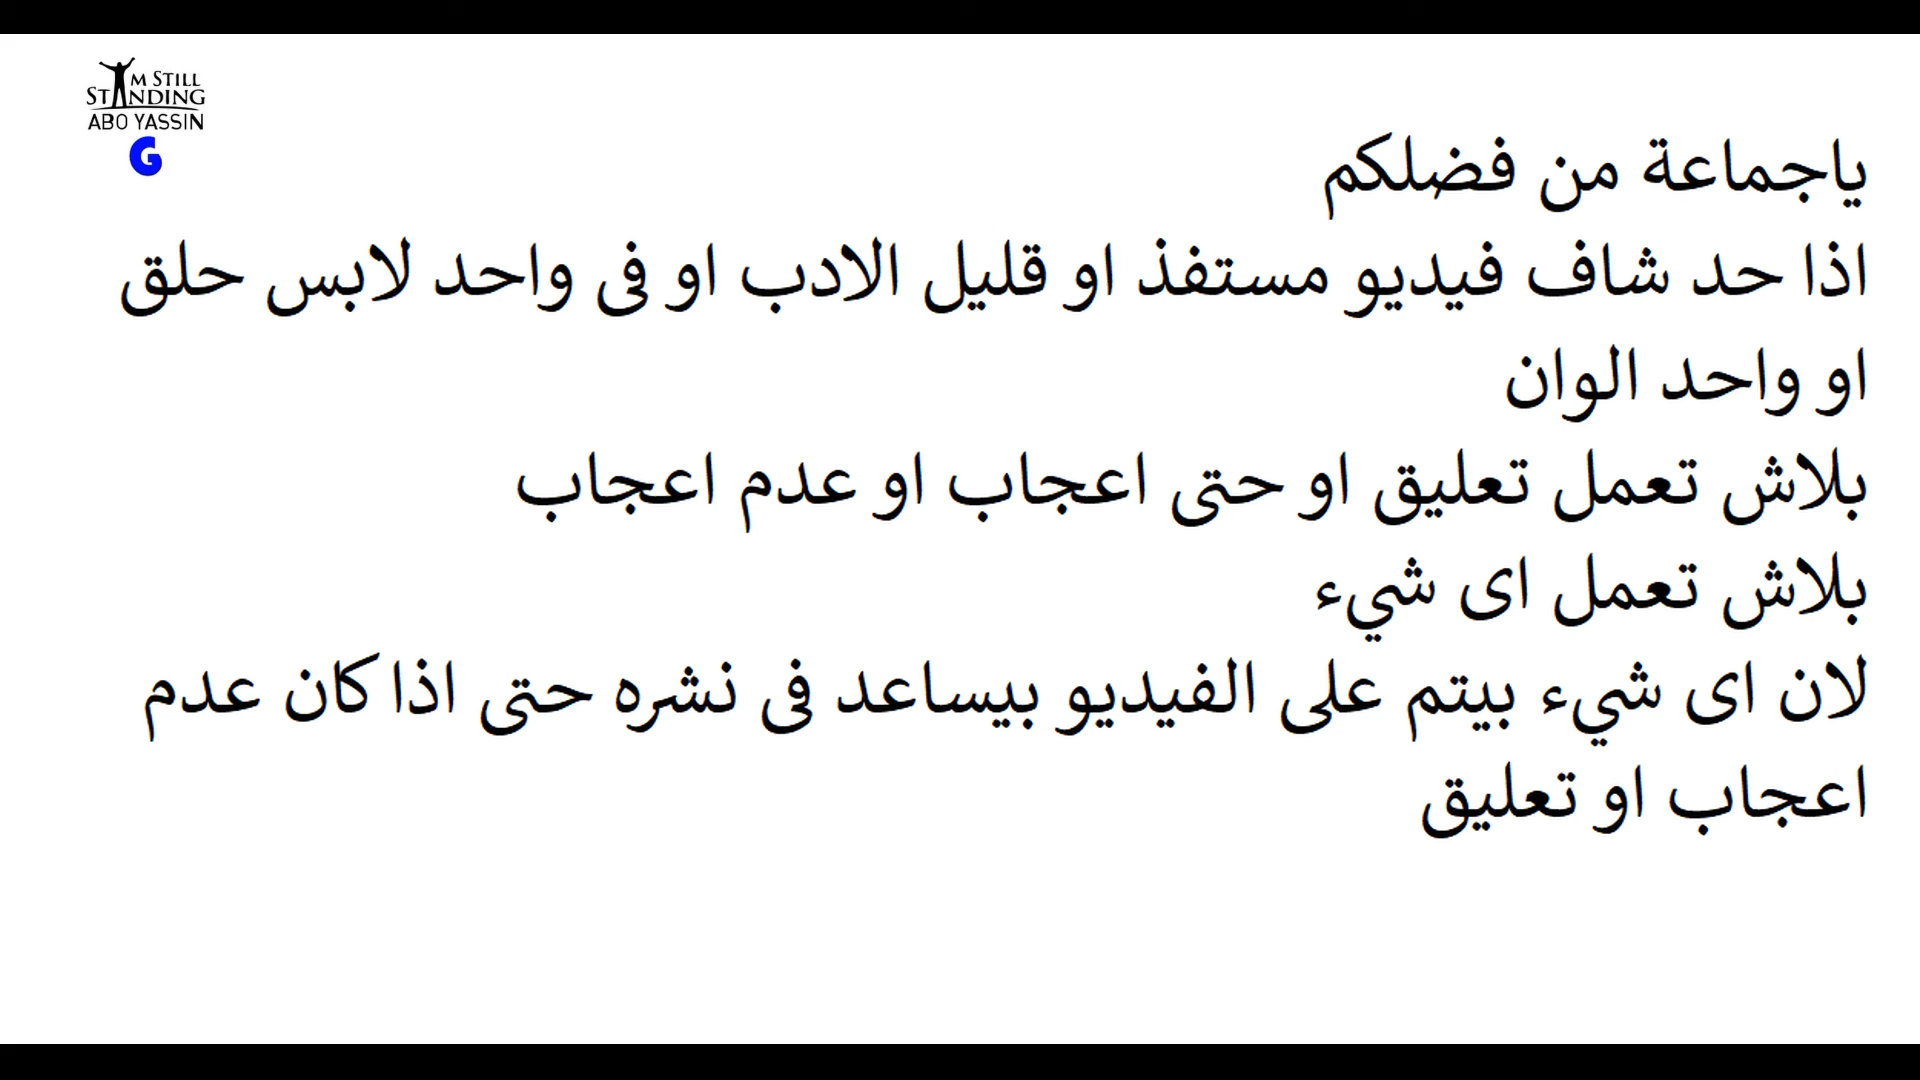 I'M STILL
STANDING
ABO YASSIN
G
ياجماعة من فضلكم
اذا حد شاف فيديو مستفذ او قليل الادب او فى واحد لابس حلق
او واحد الوان
بلاش تعمل تعليق او حتى اعجاب او عدم اعجاب
بلاش تعمل اى شيء
لان اى شيء بيتم على الفيديو بيساعد فى نشره حتى اذا كان عدم
اعجاب او تعليق